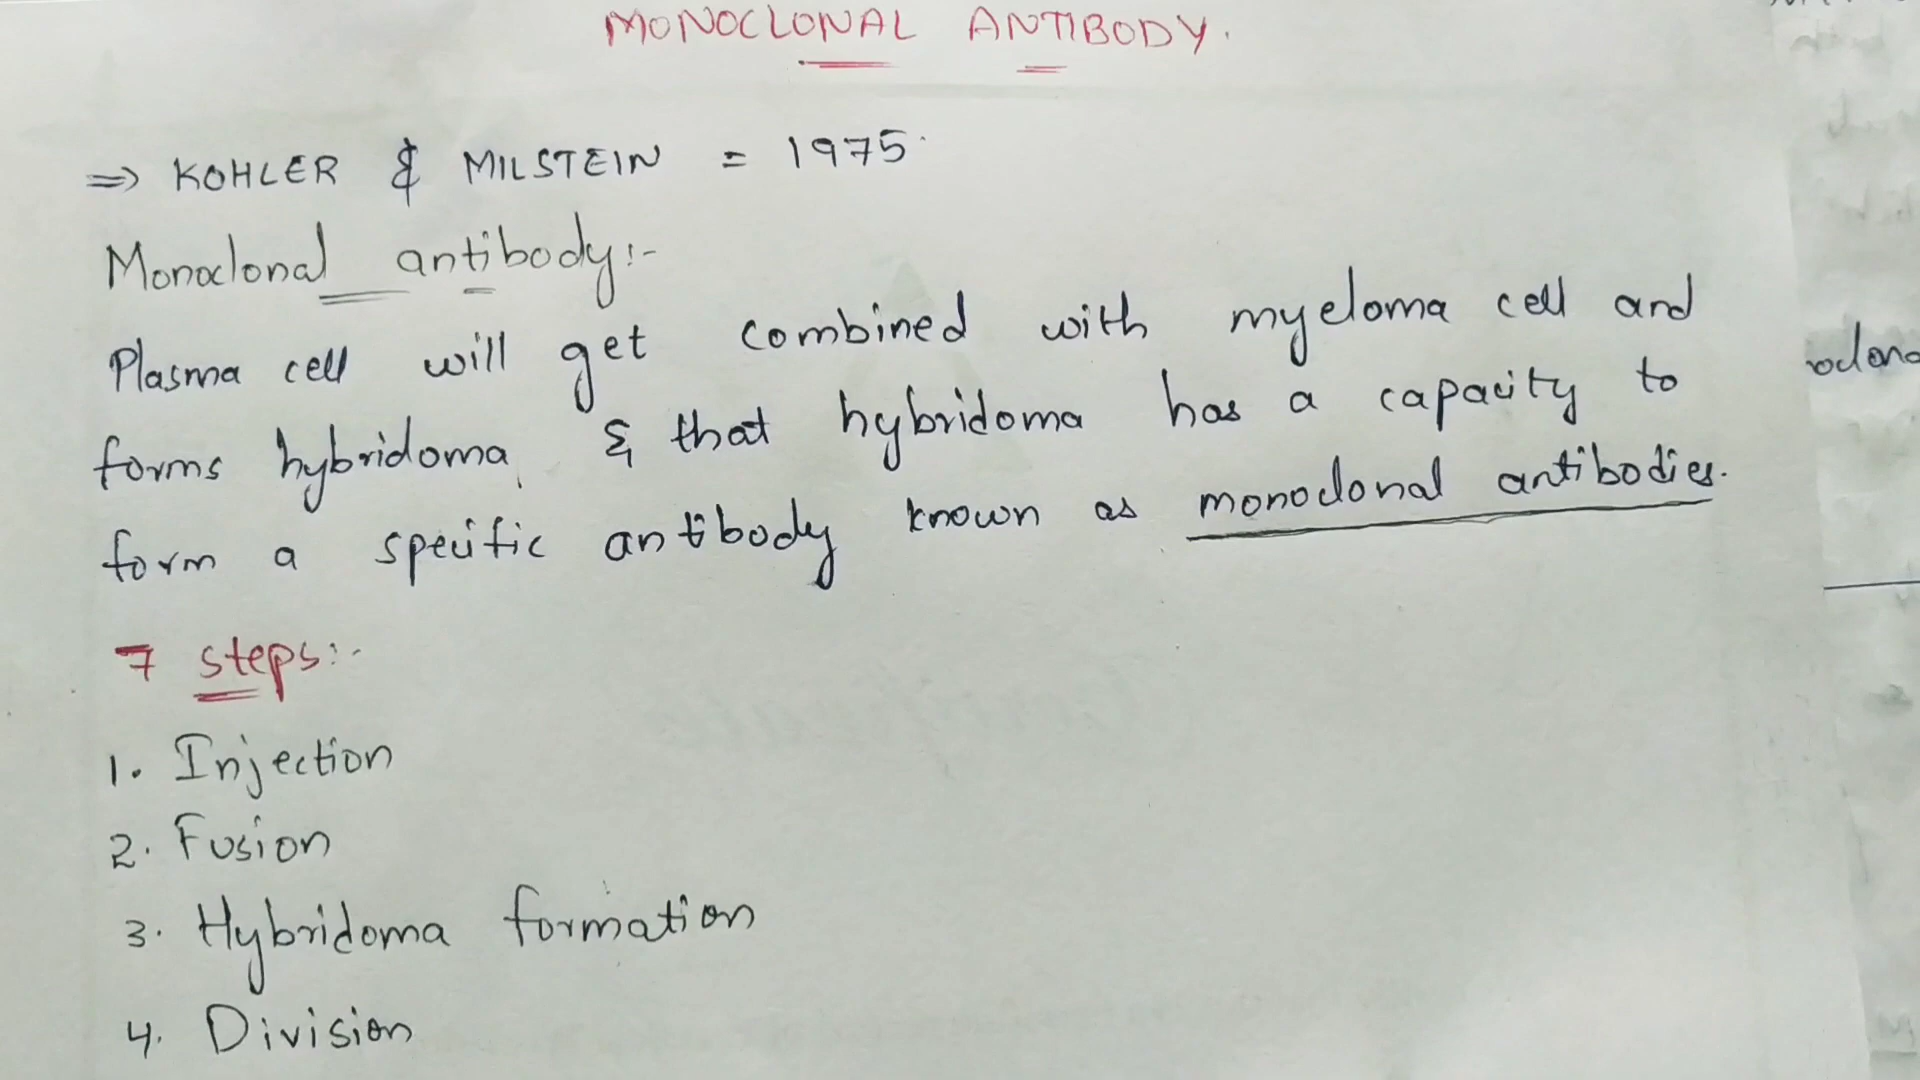 MONOCLONAL ANTIBODY.
=> KOHLER & MILSTEIN = 1975.
Monoclonal antibody:-
Plasma cell will get combined with myeloma cell and
forms hybridoma, & that hybridoma has a capacity to
form a specific antibody known as monoclonal antibodies.
7 steps:-
1. Injection
2. Fusion
3. Hybridoma formation
4. Division